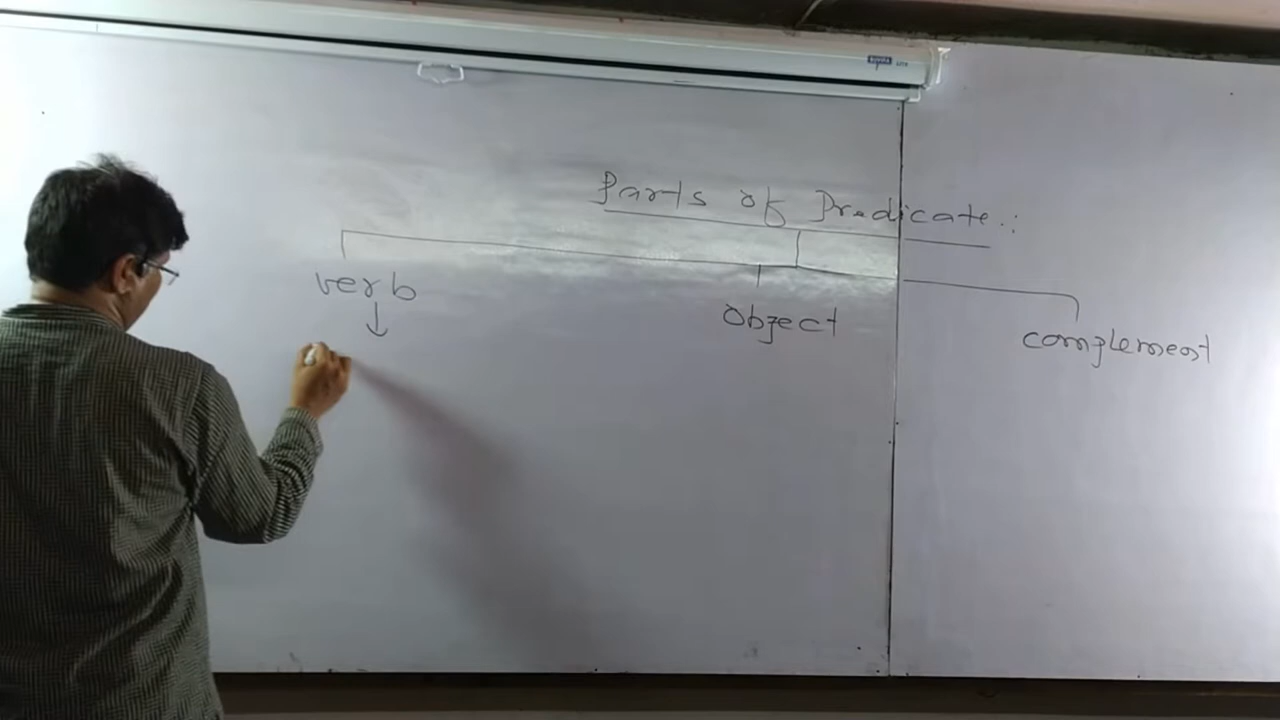 Parts of Predicate :
verb
Object
complement